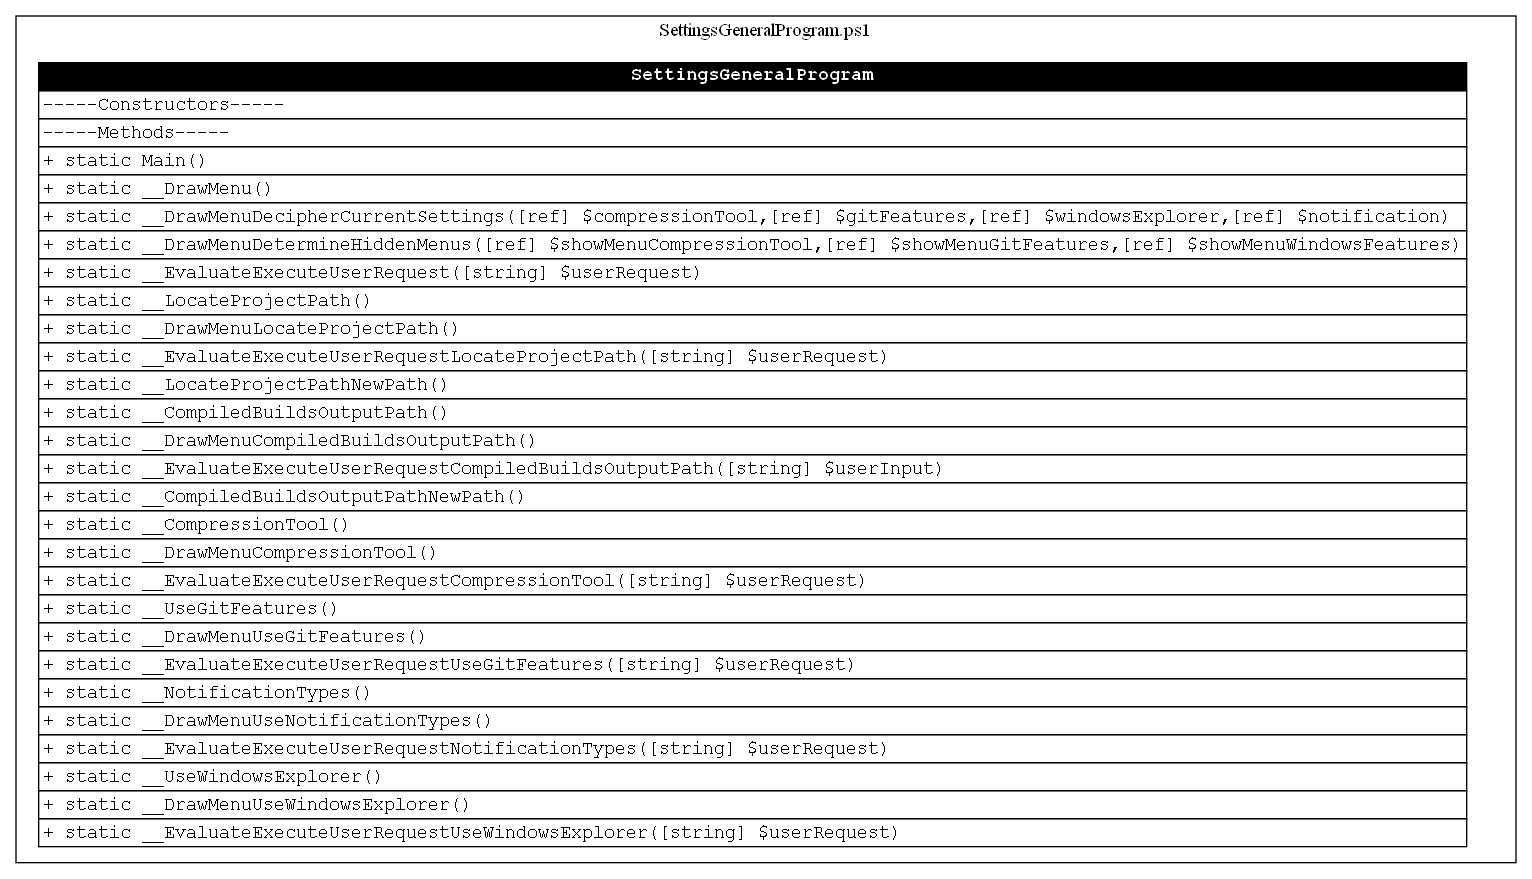 SettingsGeneralProgram.ps1
SettingsGeneralProgram
-----Constructors-----
-----Methods-----
+ static Main()
+ static __DrawMenu()
+ static __DrawMenuDecipherCurrentSettings([ref] $compressionTool,[ref] $gitFeatures,[ref] $windowsExplorer,[ref] $notification)
+ static __DrawMenuDetermineHiddenMenus([ref] $showMenuCompressionTool,[ref] $showMenuGitFeatures,[ref] $showMenuWindowsFeatures)
+ static __EvaluateExecuteUserRequest([string] $userRequest)
+ static __LocateProjectPath()
+ static __DrawMenuLocateProjectPath()
+ static __EvaluateExecuteUserRequestLocateProjectPath([string] $userRequest)
+ static __LocateProjectPathNewPath()
+ static __CompiledBuildsOutputPath()
+ static __DrawMenuCompiledBuildsOutputPath()
+ static __EvaluateExecuteUserRequestCompiledBuildsOutputPath([string] $userInput)
+ static __CompiledBuildsOutputPathNewPath()
+ static __CompressionTool()
+ static __DrawMenuCompressionTool()
+ static __EvaluateExecuteUserRequestCompressionTool([string] $userRequest)
+ static __UseGitFeatures()
+ static __DrawMenuUseGitFeatures()
+ static __EvaluateExecuteUserRequestUseGitFeatures([string] $userRequest)
+ static __NotificationTypes()
+ static __DrawMenuUseNotificationTypes()
+ static __EvaluateExecuteUserRequestNotificationTypes([string] $userRequest)
+ static __UseWindowsExplorer()
+ static __DrawMenuUseWindowsExplorer()
+ static __EvaluateExecuteUserRequestUseWindowsExplorer([string] $userRequest)